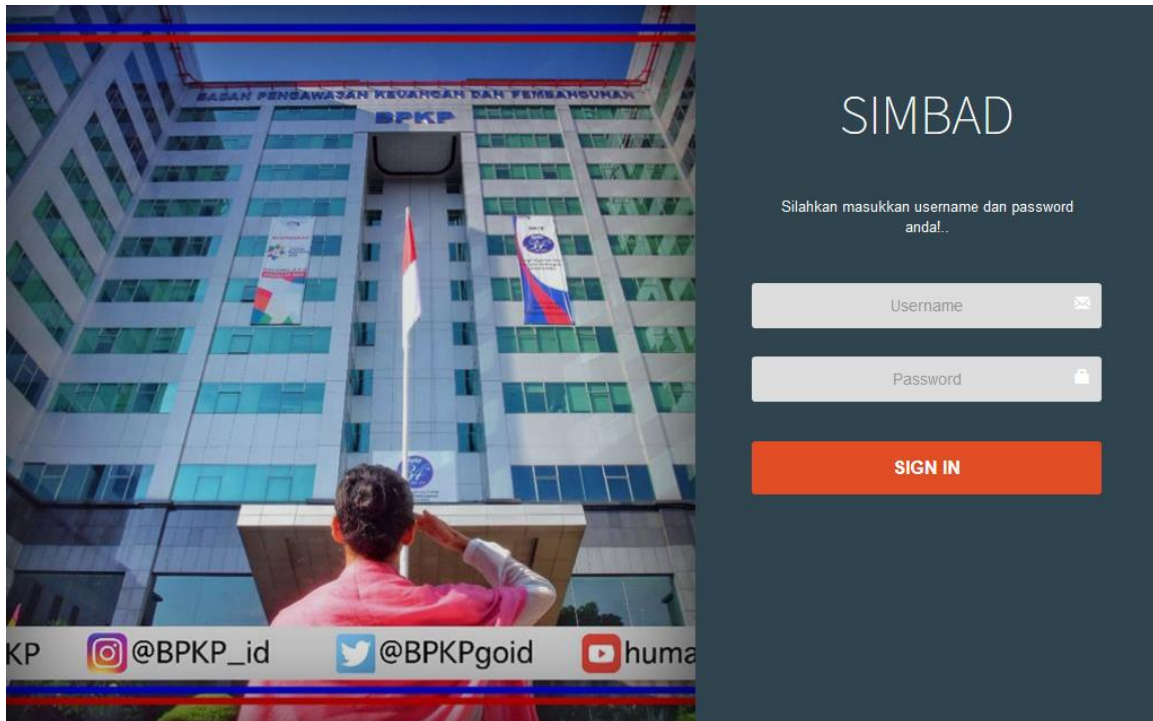 BADAN PENGAWASAN KEUANGAN DAN PEMBANGUNAN
BPKP
KP @BPKP_id @BPKPgoid huma
SIMBAD
Silahkan masukkan username dan password
anda!..
Username
Password
SIGN IN